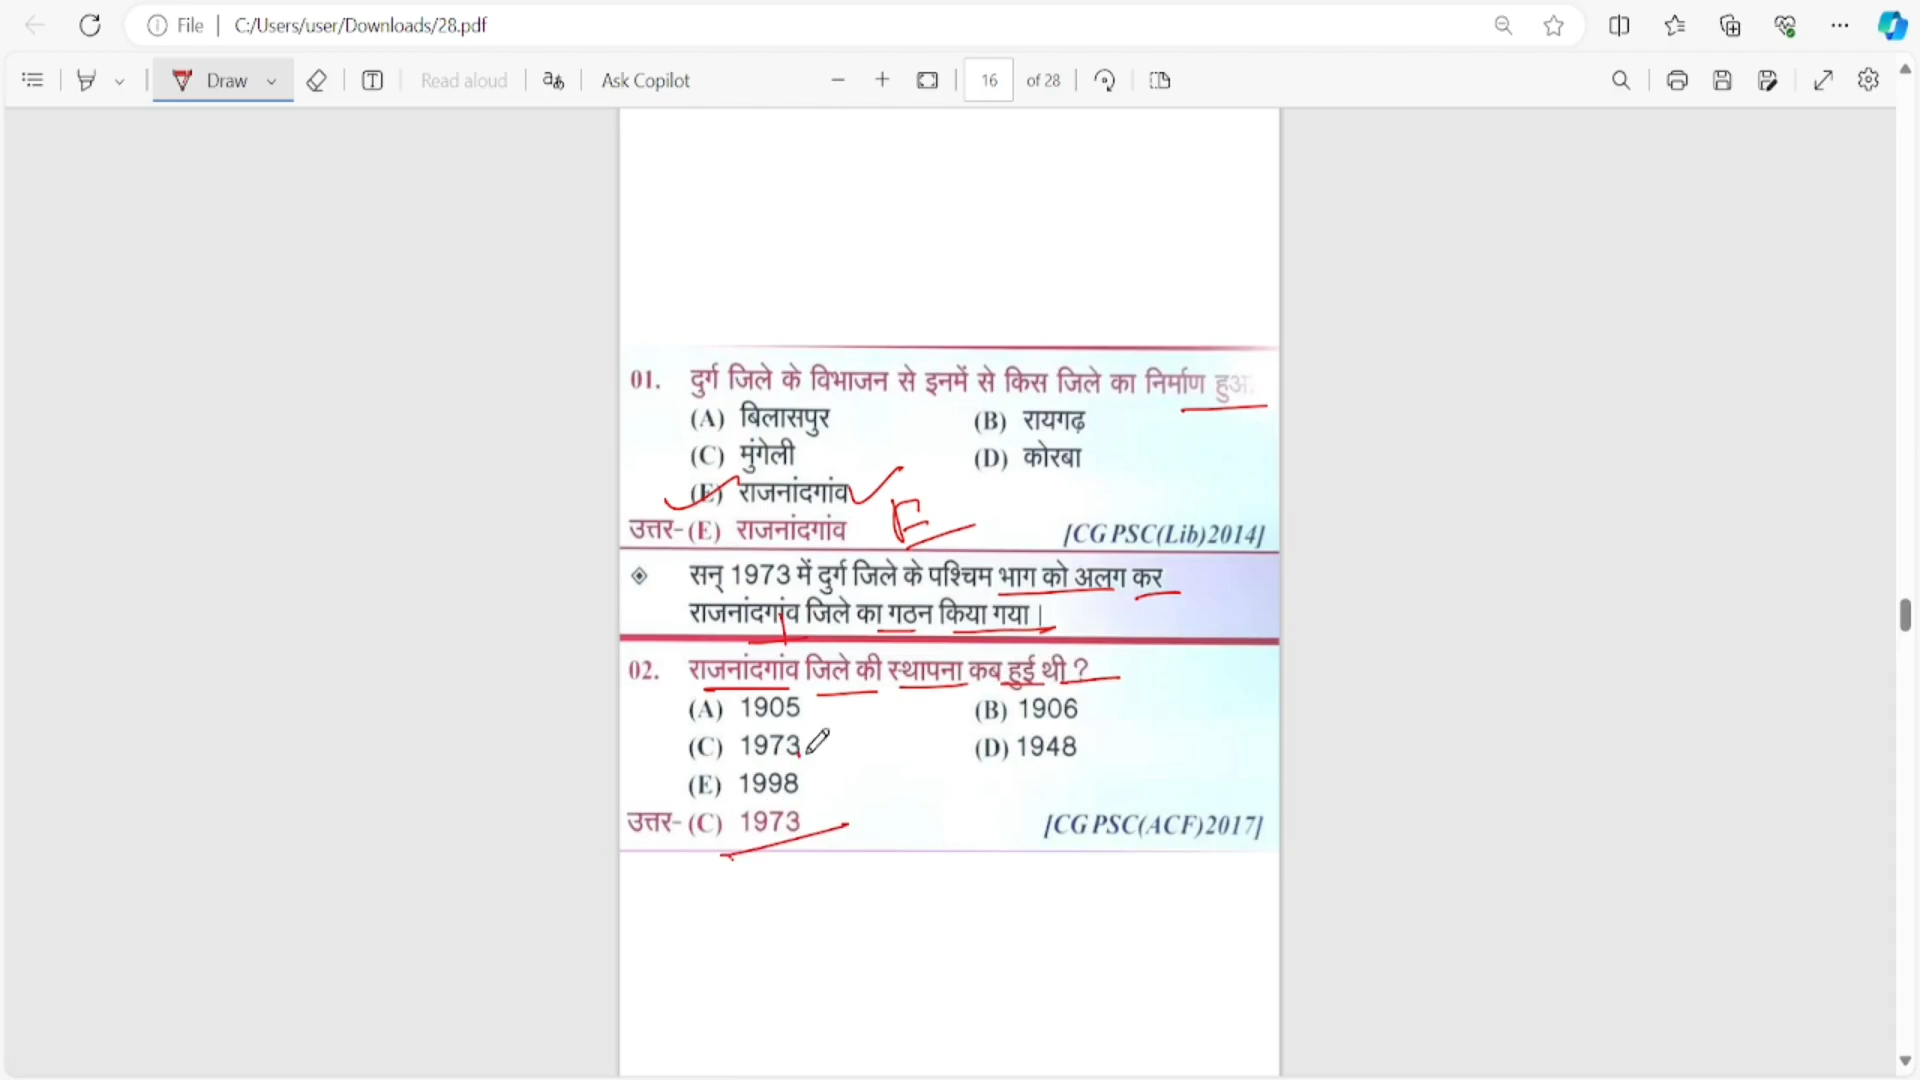 File C:/Users/user/Downloads/28.pdf
Draw Read aloud aあ Ask Copilot 16 of 28
01. दुर्ग जिले के विभाजन से इनमें से किस जिले का निर्माण हुआ
(A) बिलासपुर (B) रायगढ़
(C) मुंगेली (D) कोरबा
(E) राजनांदगांव
उत्तर- (E) राजनांदगांव E [CG PSC(Lib)2014]
सन् 1973 में दुर्ग जिले के पश्चिम भाग को अलग कर
राजनांदगांव जिले का गठन किया गया।
02. राजनांदगांव जिले की स्थापना कब हुई थी ?
(A) 1905 (B) 1906
(C) 1973 (D) 1948
(E) 1998
उत्तर- (C) 1973 [CG PSC(ACF)2017]